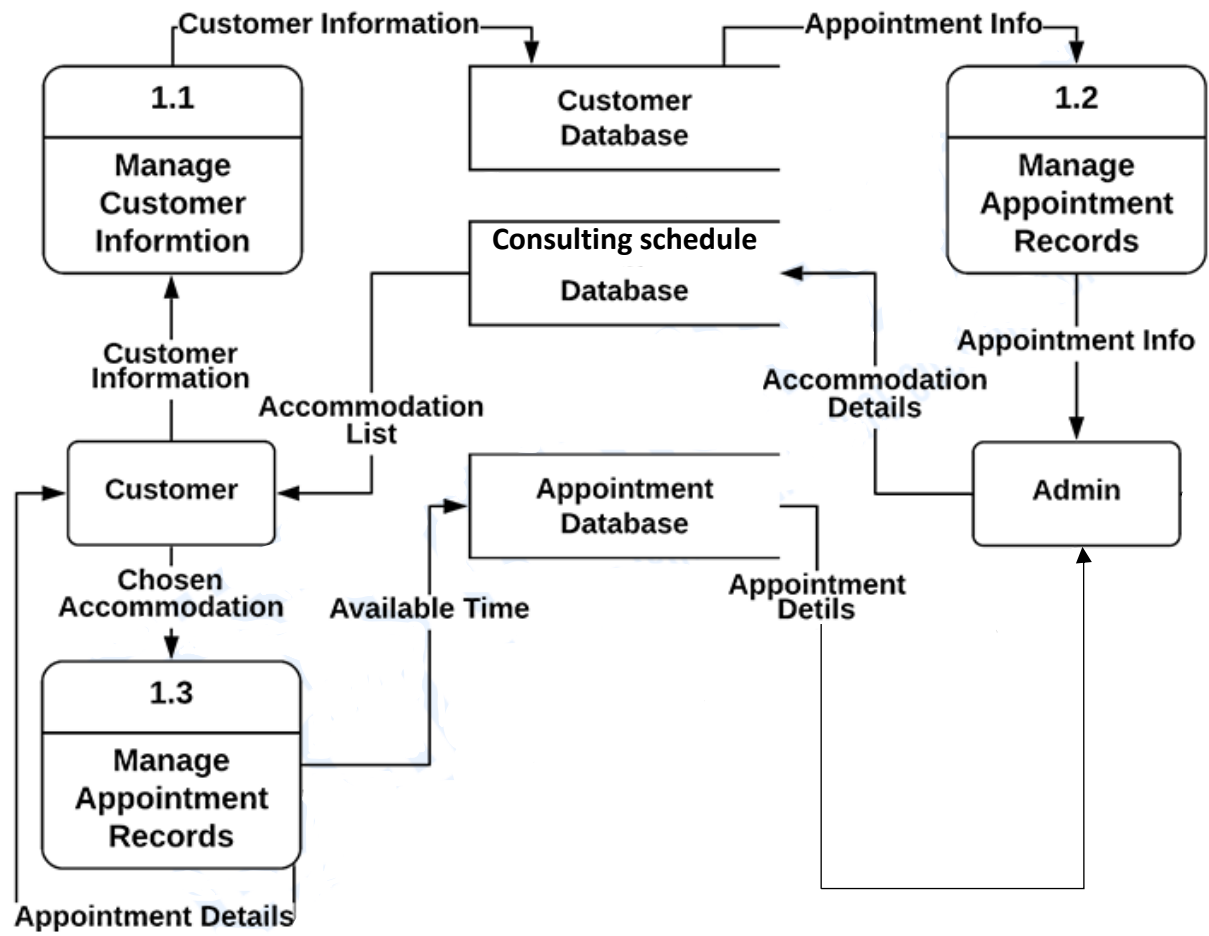 Customer Information
Appointment Info
1.1
Manage
Customer
Informtion
Customer
Database
1.2
Manage
Appointment
Records
Consulting schedule
Database
Customer
Information
Appointment Info
Accommodation
List
Accommodation
Details
Customer
Appointment
Database
Admin
Chosen
Accommodation
Available Time
Appointment
Detils
1.3
Manage
Appointment
Records
Appointment Details